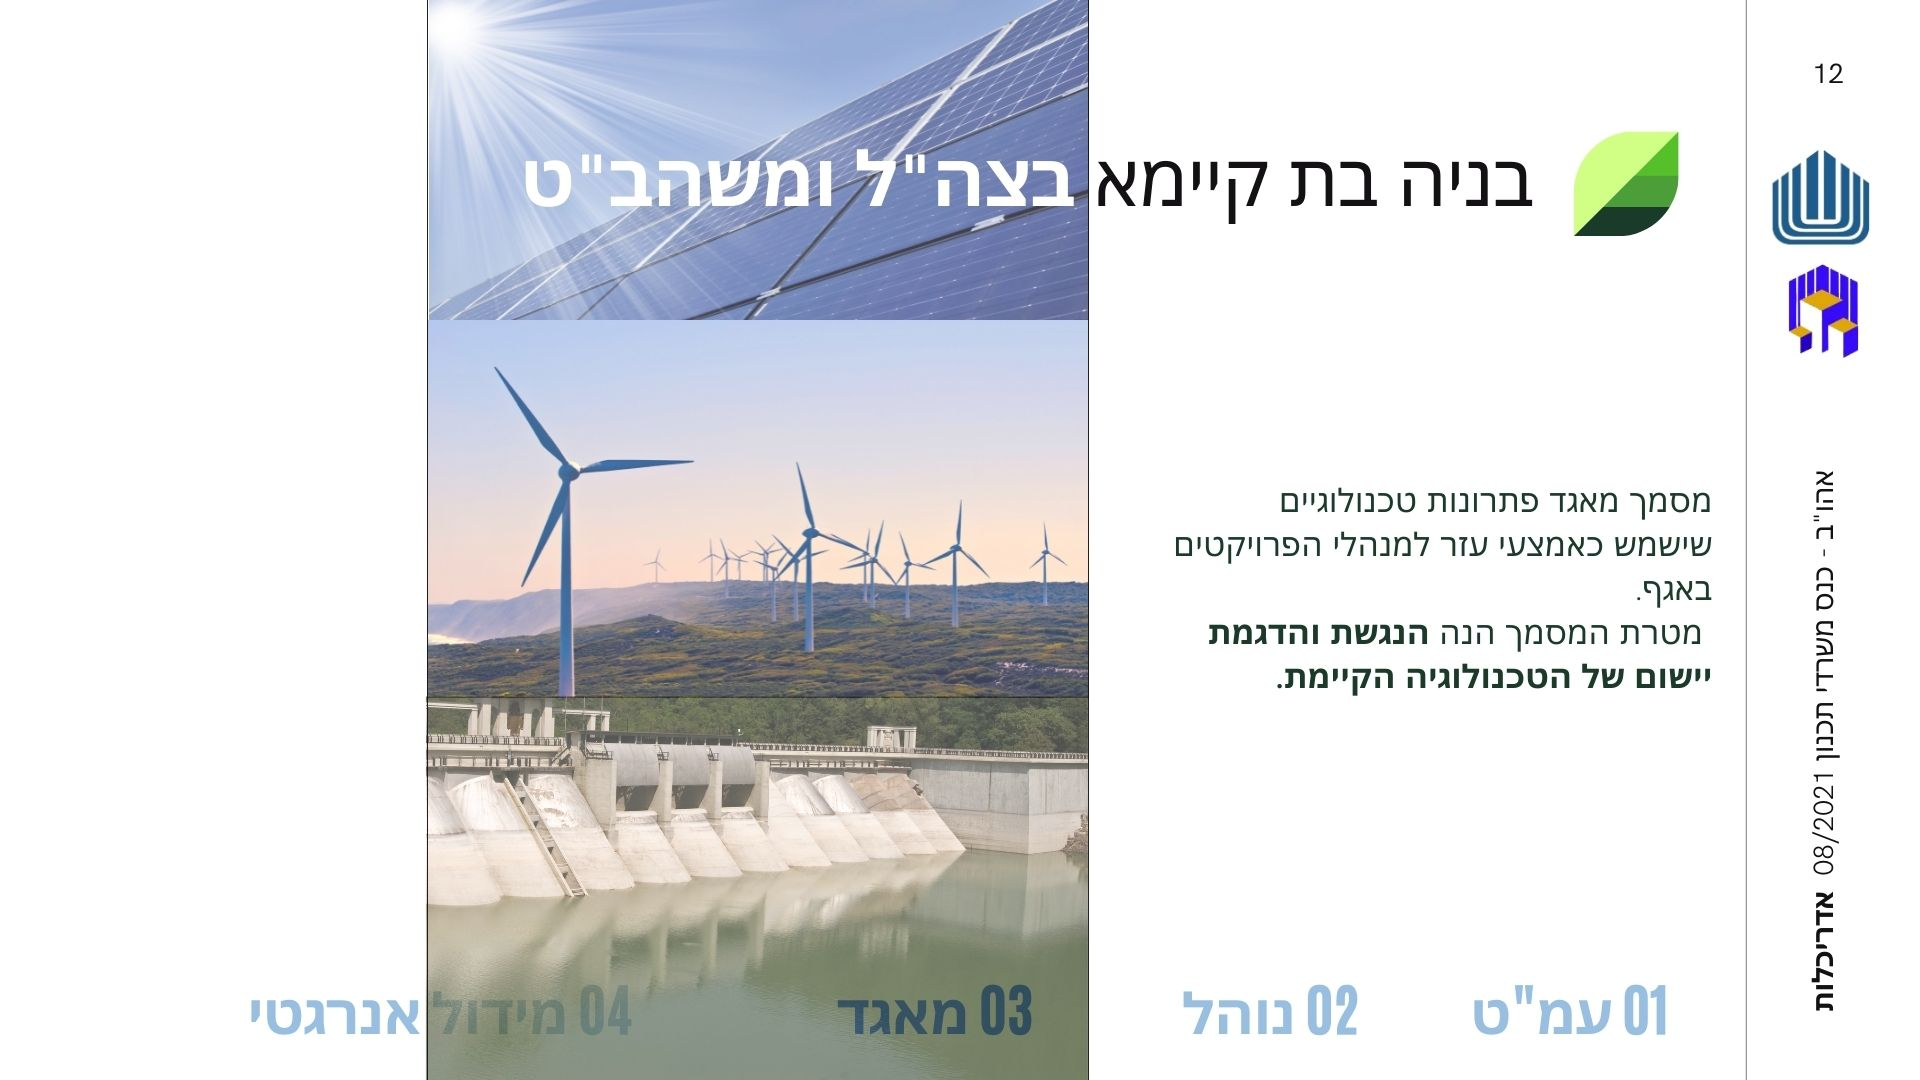 12
בניה בת קיימא בצה"ל ומשהב"ט
מסמך מאגד פתרונות טכנולוגיים
שישמש כאמצעי עזר למנהלי הפרויקטים
באגף.
מטרת המסמך הנה הנגשת והדגמת
יישום של הטכנולוגיה הקיימת.
01 עמ"ט
02 נוהל
03 מאגד
04 מידול אנרגטי
אדריכלות 08/2021 כנס משרדי תכנון - אהו"ב